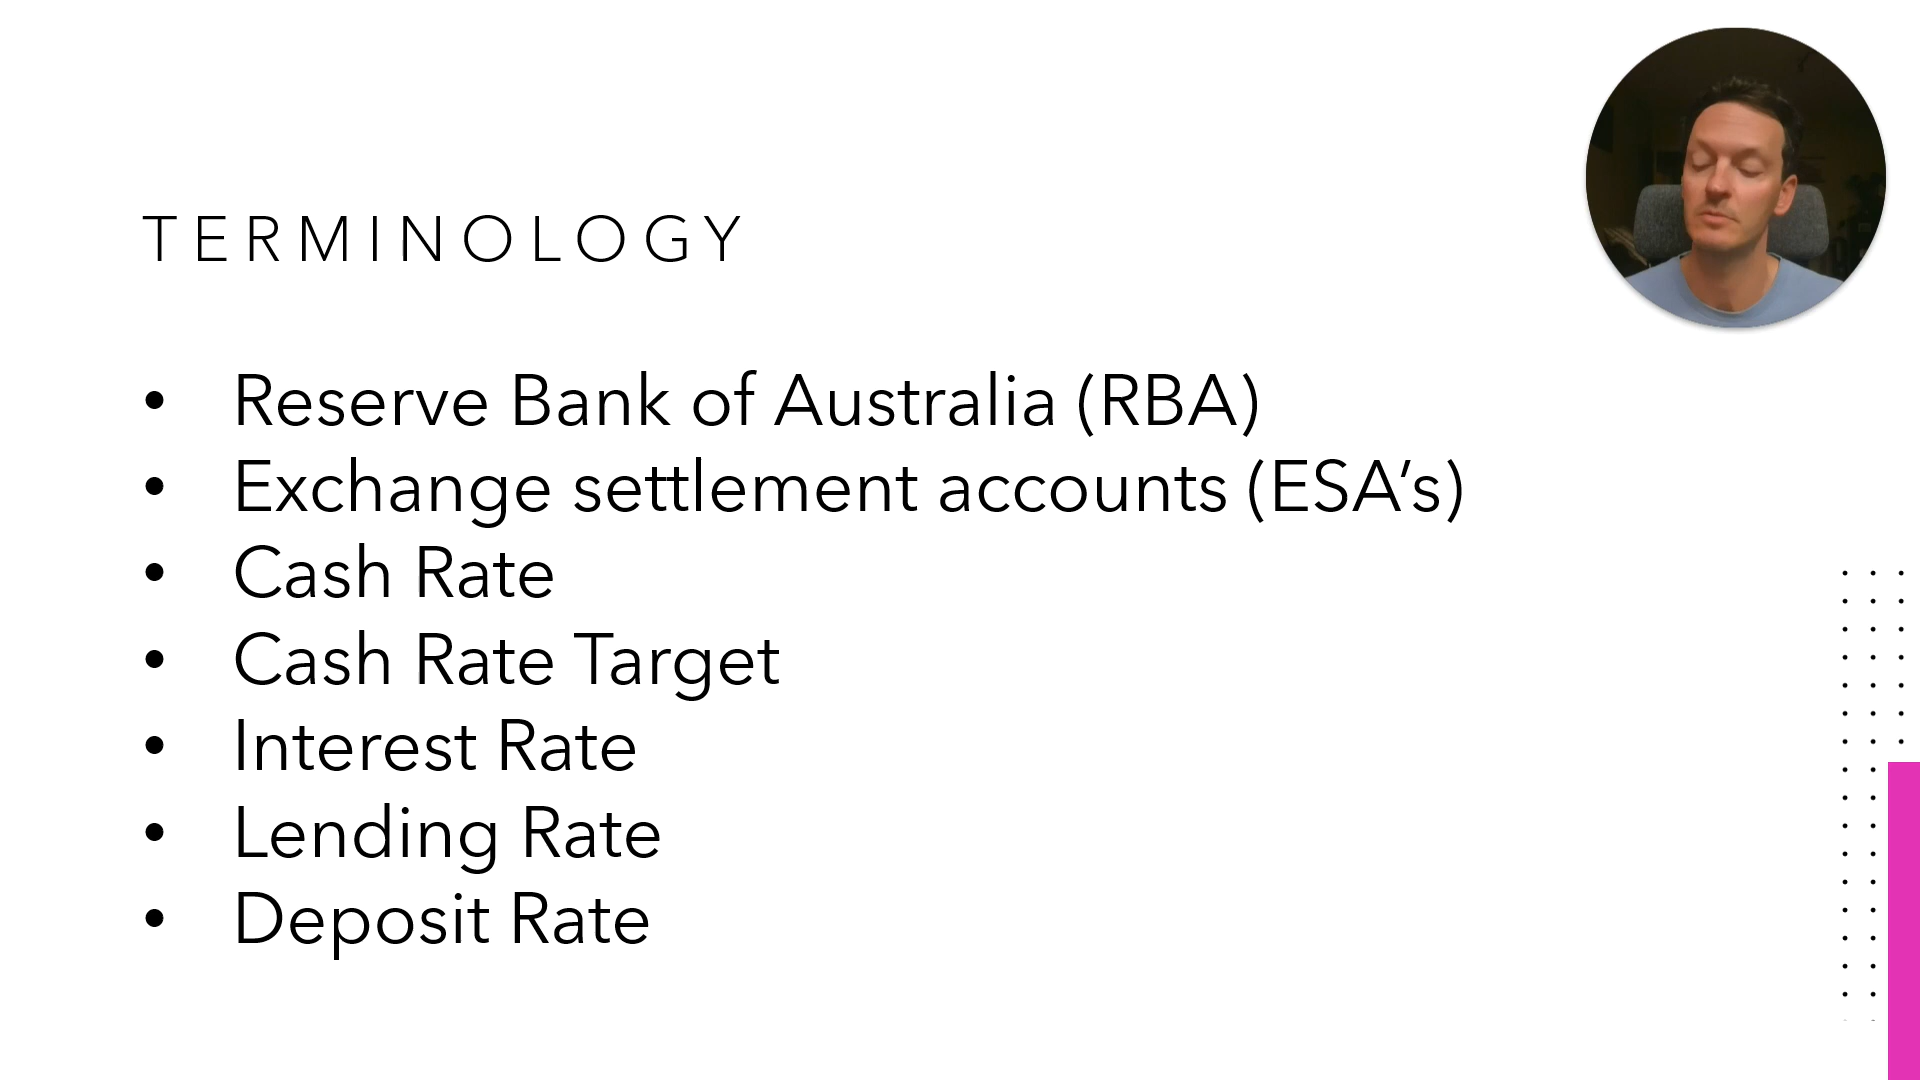 TERMINOLOGY
• Reserve Bank of Australia (RBA)
• Exchange settlement accounts (ESA’s)
• Cash Rate
• Cash Rate Target
• Interest Rate
• Lending Rate
• Deposit Rate